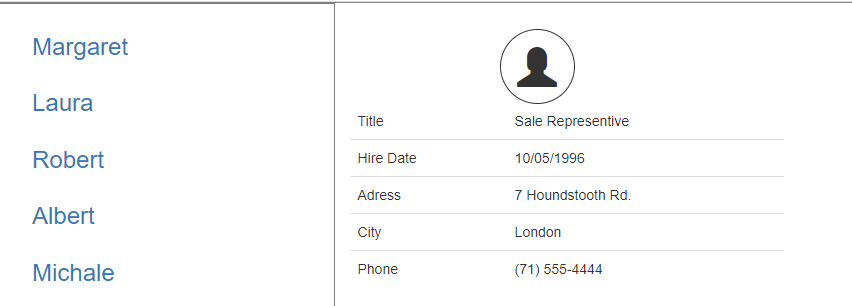 Margaret
Laura
Robert
Albert
Michale
Title Sale Representive
Hire Date 10/05/1996
Adress 7 Houndstooth Rd.
City London
Phone (71) 555-4444